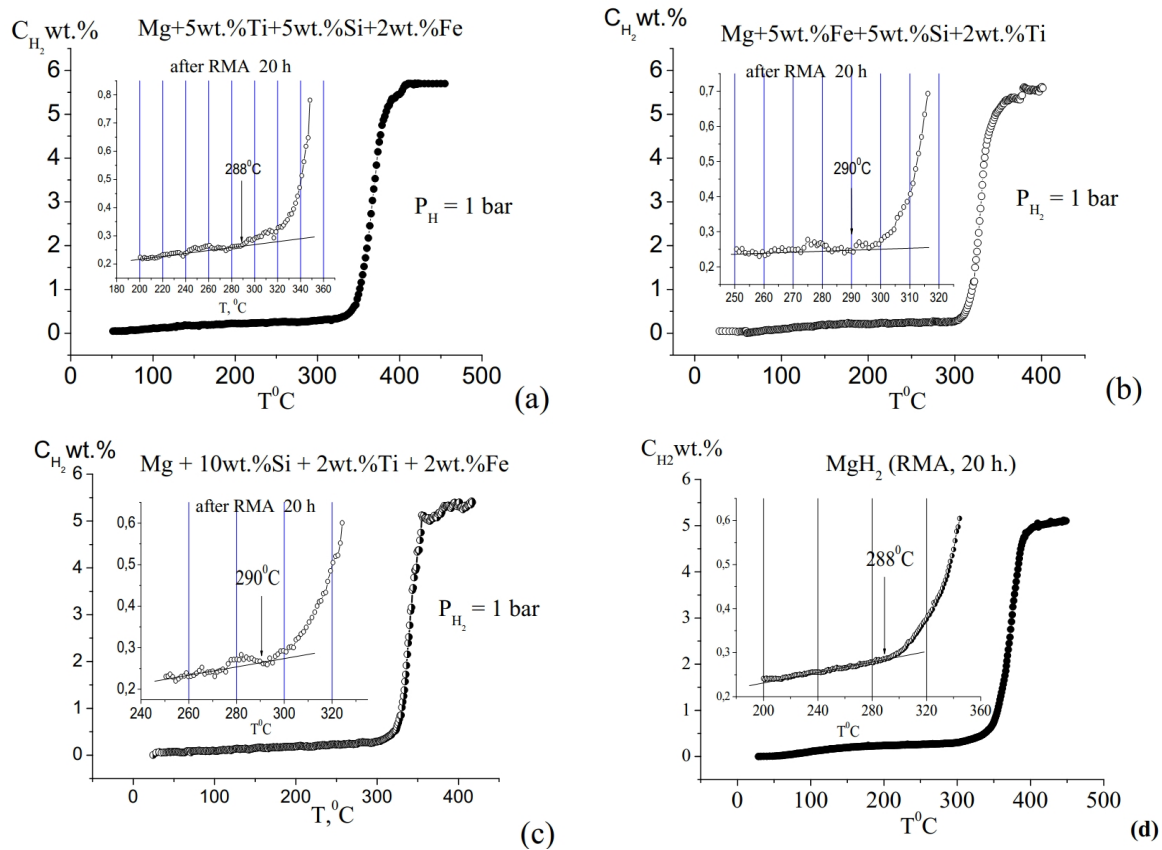 C_H₂ wt.%
Mg+5wt.%Ti+5wt.%Si+2wt.%Fe
after RMA 20 h
0,8
0,7
0,6
0,5
0,4
0,3
0,2
288⁰C
180 200 220 240 260 280 300 320 340 360
T, ⁰C
P_H = 1 bar
6
5
4
3
2
1
0
0 100 200 300 400 500
T⁰C
(a)
C_H₂ wt.%
Mg+5wt.%Fe+5wt.%Si+2wt.%Ti
after RMA 20 h
0,7
0,6
0,5
0,4
0,3
0,2
290⁰C
250 260 270 280 290 300 310 320
P_H₂ = 1 bar
6
5
4
3
2
1
0
0 100 200 300 400
T⁰C
(b)
C_H₂ wt.%
Mg + 10wt.%Si + 2wt.%Ti + 2wt.%Fe
after RMA 20 h
0,6
0,5
0,4
0,3
0,2
290⁰C
240 260 280 300 320
T⁰C
P_H₂ = 1 bar
6
5
4
3
2
1
0
0 100 200 300 400
T,⁰C
(c)
C_H2 wt.%
MgH₂ (RMA, 20 h.)
0,6
0,5
0,4
0,3
0,2
288⁰C
200 240 280 320 360
T⁰C
6
5
4
3
2
1
0
0 100 200 300 400 500
T⁰C
(d)